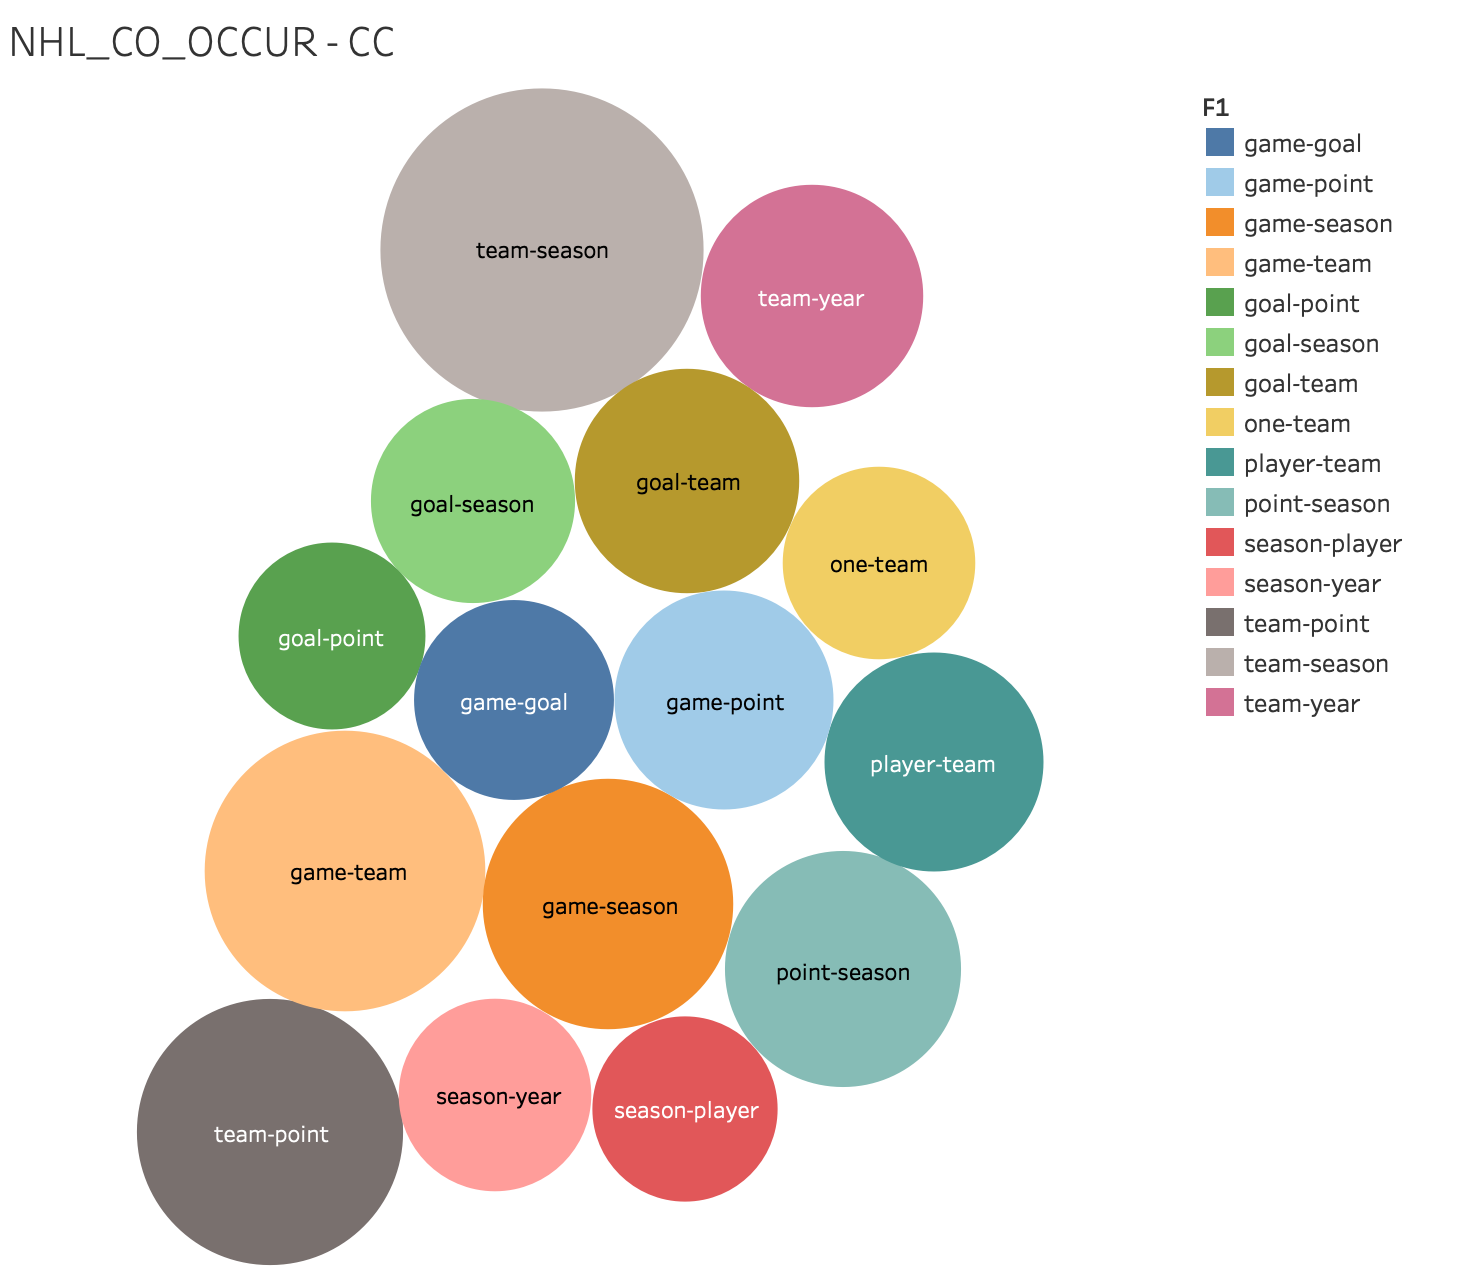 NHL_CO_OCCUR - CC
team-season
team-year
goal-team
goal-season
one-team
goal-point
game-goal
game-point
player-team
game-team
game-season
point-season
season-year
season-player
team-point
F1
game-goal
game-point
game-season
game-team
goal-point
goal-season
goal-team
one-team
player-team
point-season
season-player
season-year
team-point
team-season
team-year